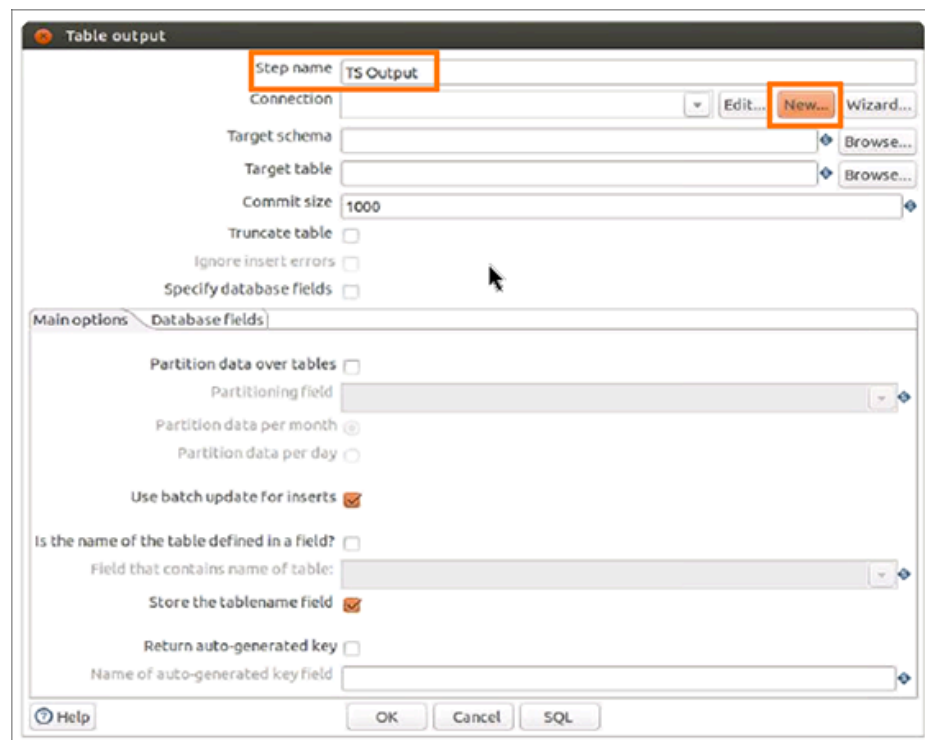 Table output
Step name TS Output
Connection Edit... New... Wizard...
Target schema Browse...
Target table Browse...
Commit size 1000
Truncate table
Ignore insert errors
Specify database fields
Main options Database fields
Partition data over tables
Partitioning field
Partition data per month
Partition data per day
Use batch update for inserts
Is the name of the table defined in a field?
Field that contains name of table:
Store the tablename field
Return auto-generated key
Name of auto-generated key field
Help OK Cancel SQL